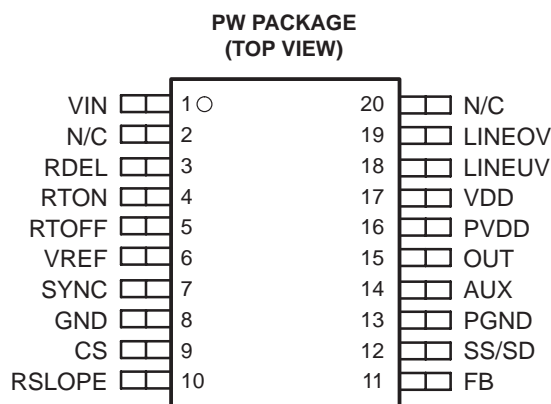 PW PACKAGE
(TOP VIEW)
VIN 1 20 N/C
N/C 2 19 LINEOV
RDEL 3 18 LINEUV
RTON 4 17 VDD
RTOFF 5 16 PVDD
VREF 6 15 OUT
SYNC 7 14 AUX
GND 8 13 PGND
CS 9 12 SS/SD
RSLOPE 10 11 FB